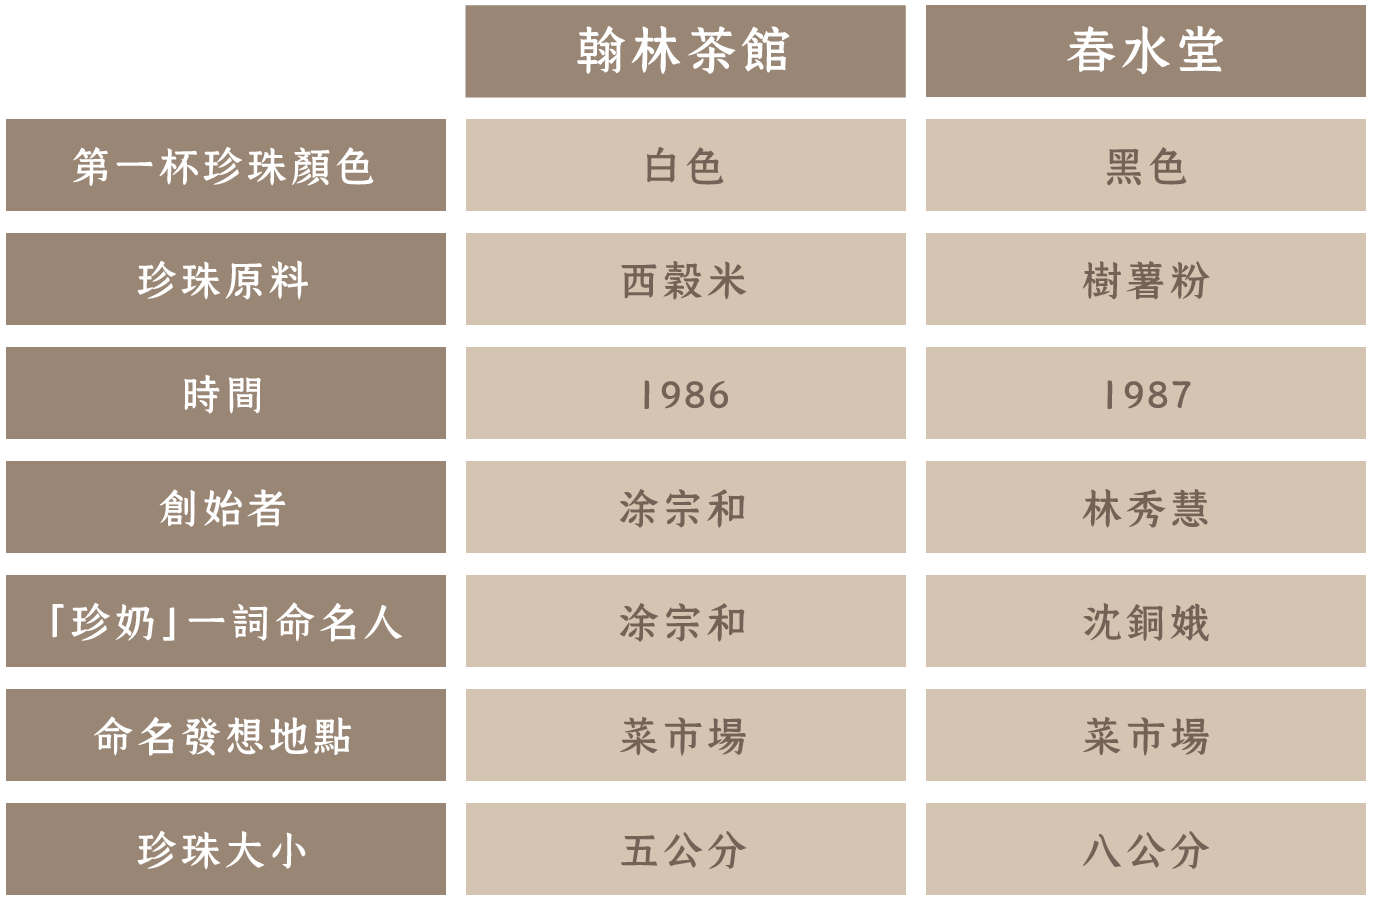 翰林茶館 春水堂
第一杯珍珠顏色 白色 黑色
珍珠原料 西穀米 樹薯粉
時間 1986 1987
創始者 涂宗和 林秀慧
「珍奶」一詞命名人 涂宗和 沈銅娥
命名發想地點 菜市場 菜市場
珍珠大小 五公分 八公分